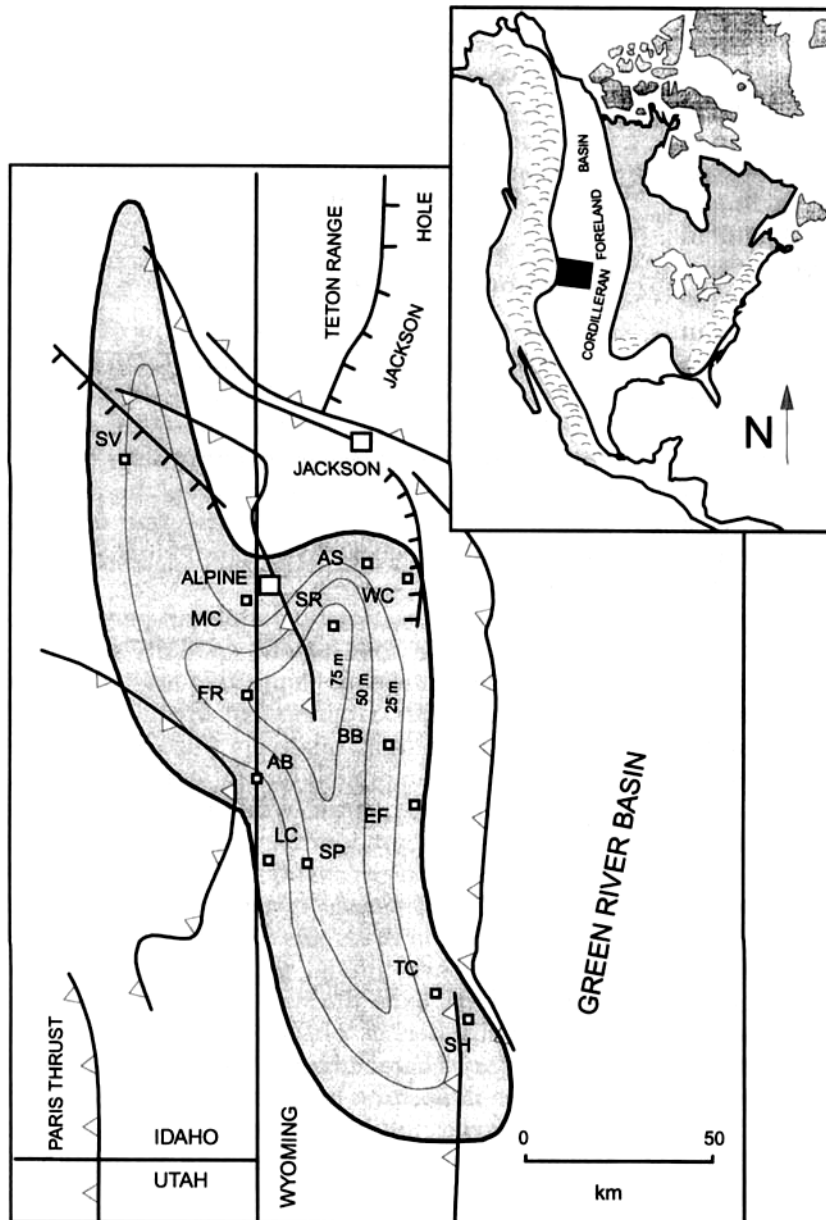 BASIN
FORELAND
CORDILLERAN
N
TETON RANGE
HOLE
JACKSON
SV
JACKSON
ALPINE
AS
MC
SR
WC
FR
75 m
50 m
25 m
BB
AB
EF
LC
SP
GREEN RIVER BASIN
TC
SH
PARIS THRUST
IDAHO
UTAH
WYOMING
0 50
km